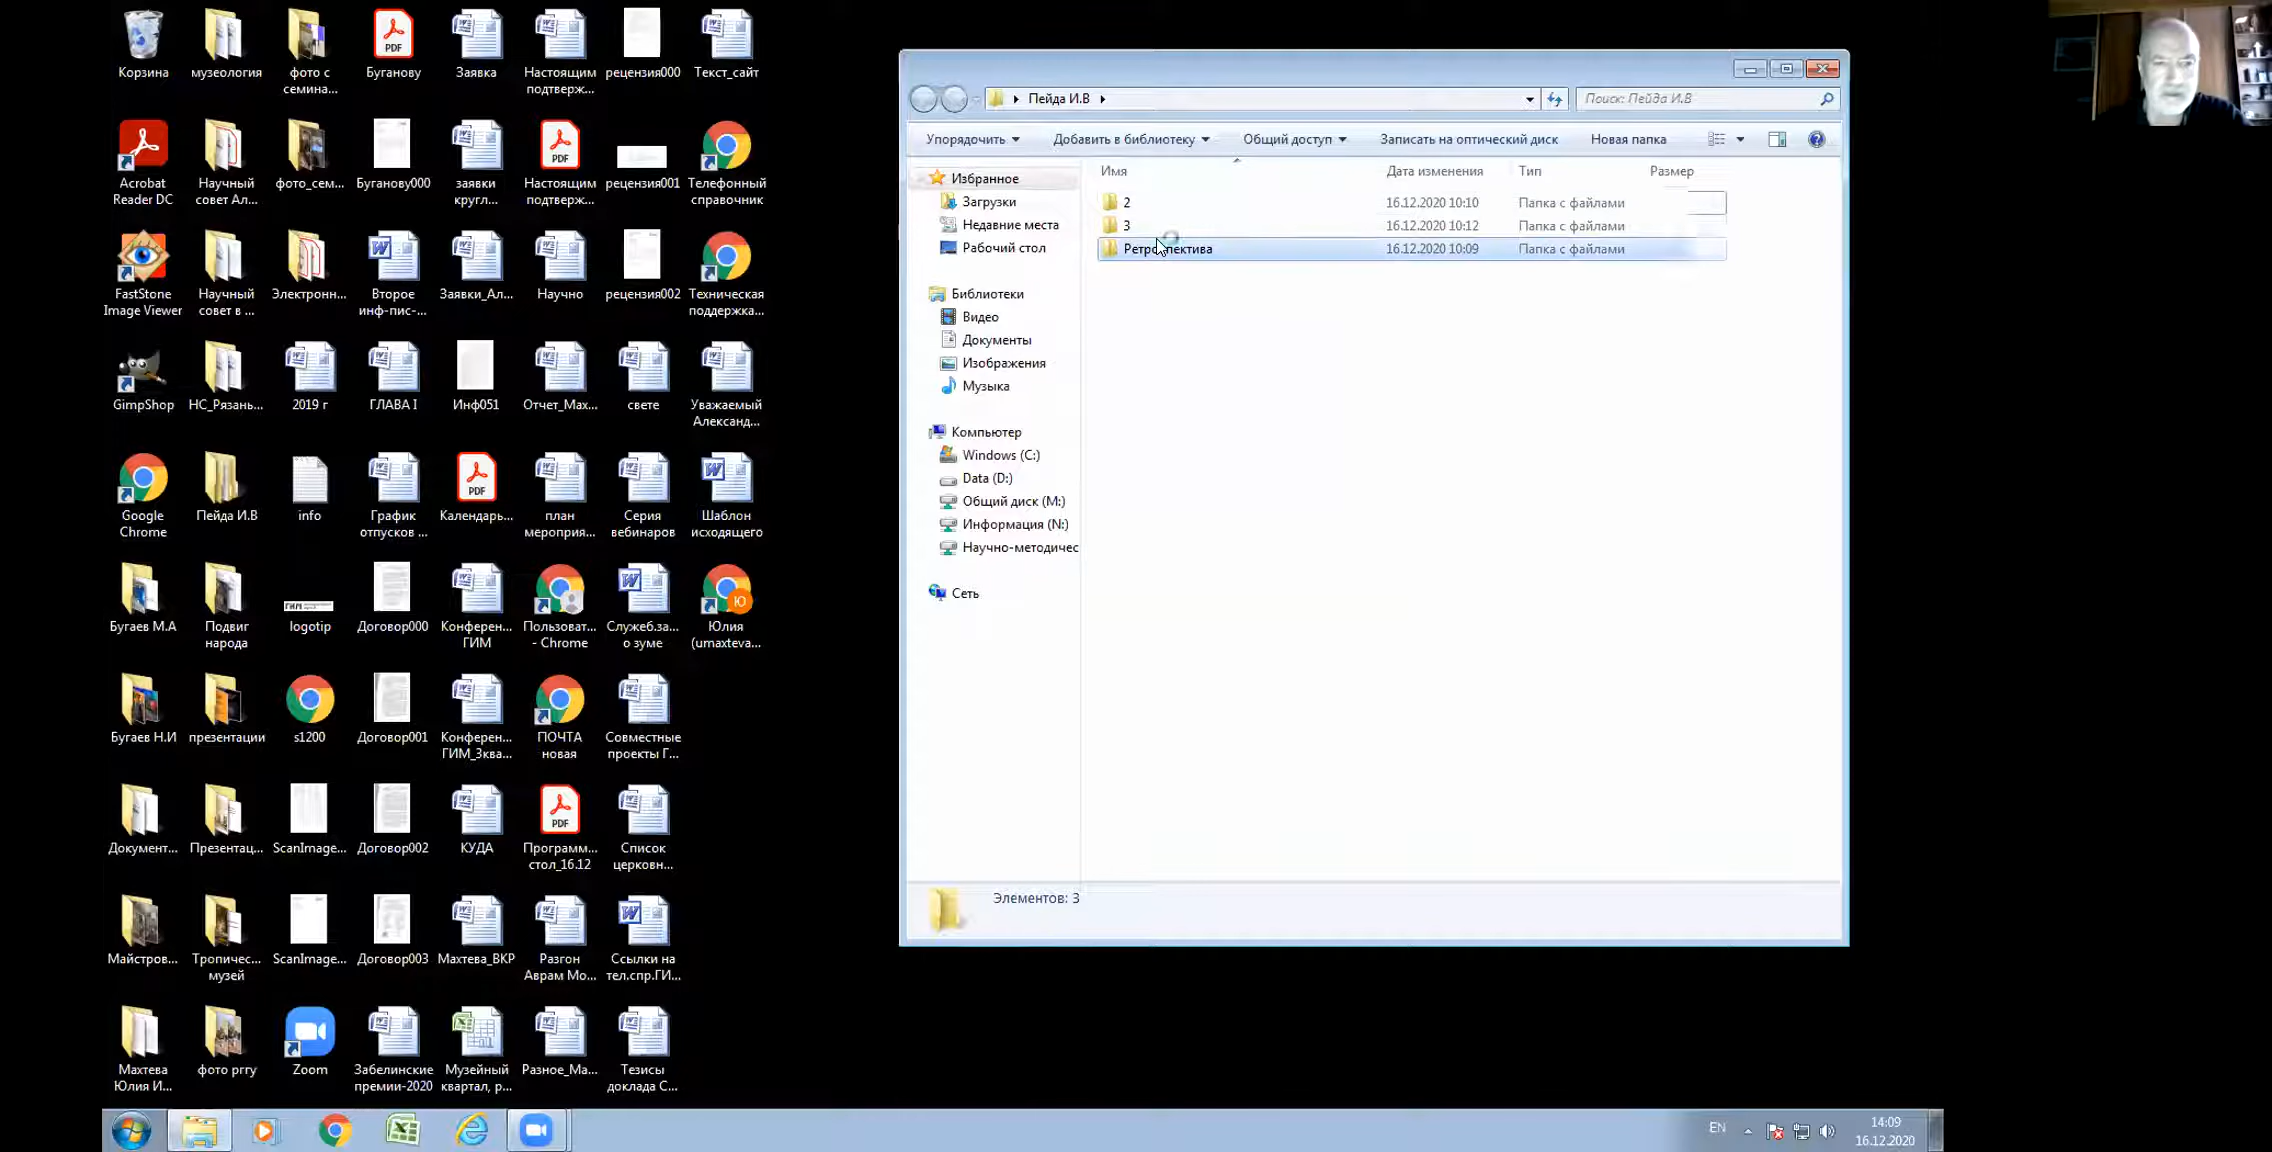 Корзина
музеология
фото с
семина...
Буганову
Заявка
Настоящим
подтверж...
рецензия000
Текст_сайт
Acrobat
Reader DC
Научный
совет Ал...
фото_сем...
Буганову000
заявки
кругл...
Настоящим
подтверж...
рецензия001
Телефонный
справочник
FastStone
Image Viewer
Научный
совет в ...
Электронн...
Второе
инф-пис-...
Заявки_Ал...
Научно
рецензия002
Техническая
поддержка...
GimpShop
НС_Рязань...
2019 г
ГЛАВА I
Инф051
Отчет_Мах...
свете
Уважаемый
Александ...
Google
Chrome
Пейда И.В
info
График
отпусков ...
Календарь...
план
мероприя...
Серия
вебинаров
Шаблон
исходящего
Бугаев М.А
Подвиг
народа
logotip
Договор000
Конферен...
ГИМ
Пользоват...
- Chrome
Служеб.за...
о зуме
Юлия
(umaxteva...
Бугаев Н.И
презентации
s1200
Договор001
Конферен...
ГИМ_3ква...
ПОЧТА
новая
Совместные
проекты Г...
Документ...
Презентац...
ScanImage...
Договор002
КУДА
Программ...
стол_16.12
Список
церковн...
Майстров...
Тропичес...
музей
ScanImage...
Договор003
Махтева_ВКР
Разгон
Аврам Мо...
Ссылки на
тел.спр.ГИ...
Махтева
Юлия И...
фото рггу
Zoom
Забелинские
премии-2020
Музейный
квартал, р...
Разное_Ма...
Тезисы
доклада С...
PDF
PDF
PDF
PDF
Ю
Пейда И.В
Поиск: Пейда И.В
Упорядочить
Добавить в библиотеку
Общий доступ
Записать на оптический диск
Новая папка
Имя
Дата изменения
Тип
Размер
2 16.12.2020 10:10 Папка с файлами
3 16.12.2020 10:12 Папка с файлами
Ретроспектива 16.12.2020 10:09 Папка с файлами
Избранное
Загрузки
Недавние места
Рабочий стол
Библиотеки
Видео
Документы
Изображения
Музыка
Компьютер
Windows (C:)
Data (D:)
Общий диск (M:)
Информация (N:)
Научно-методичес
Сеть
Элементов: 3
EN
14:09
16.12.2020